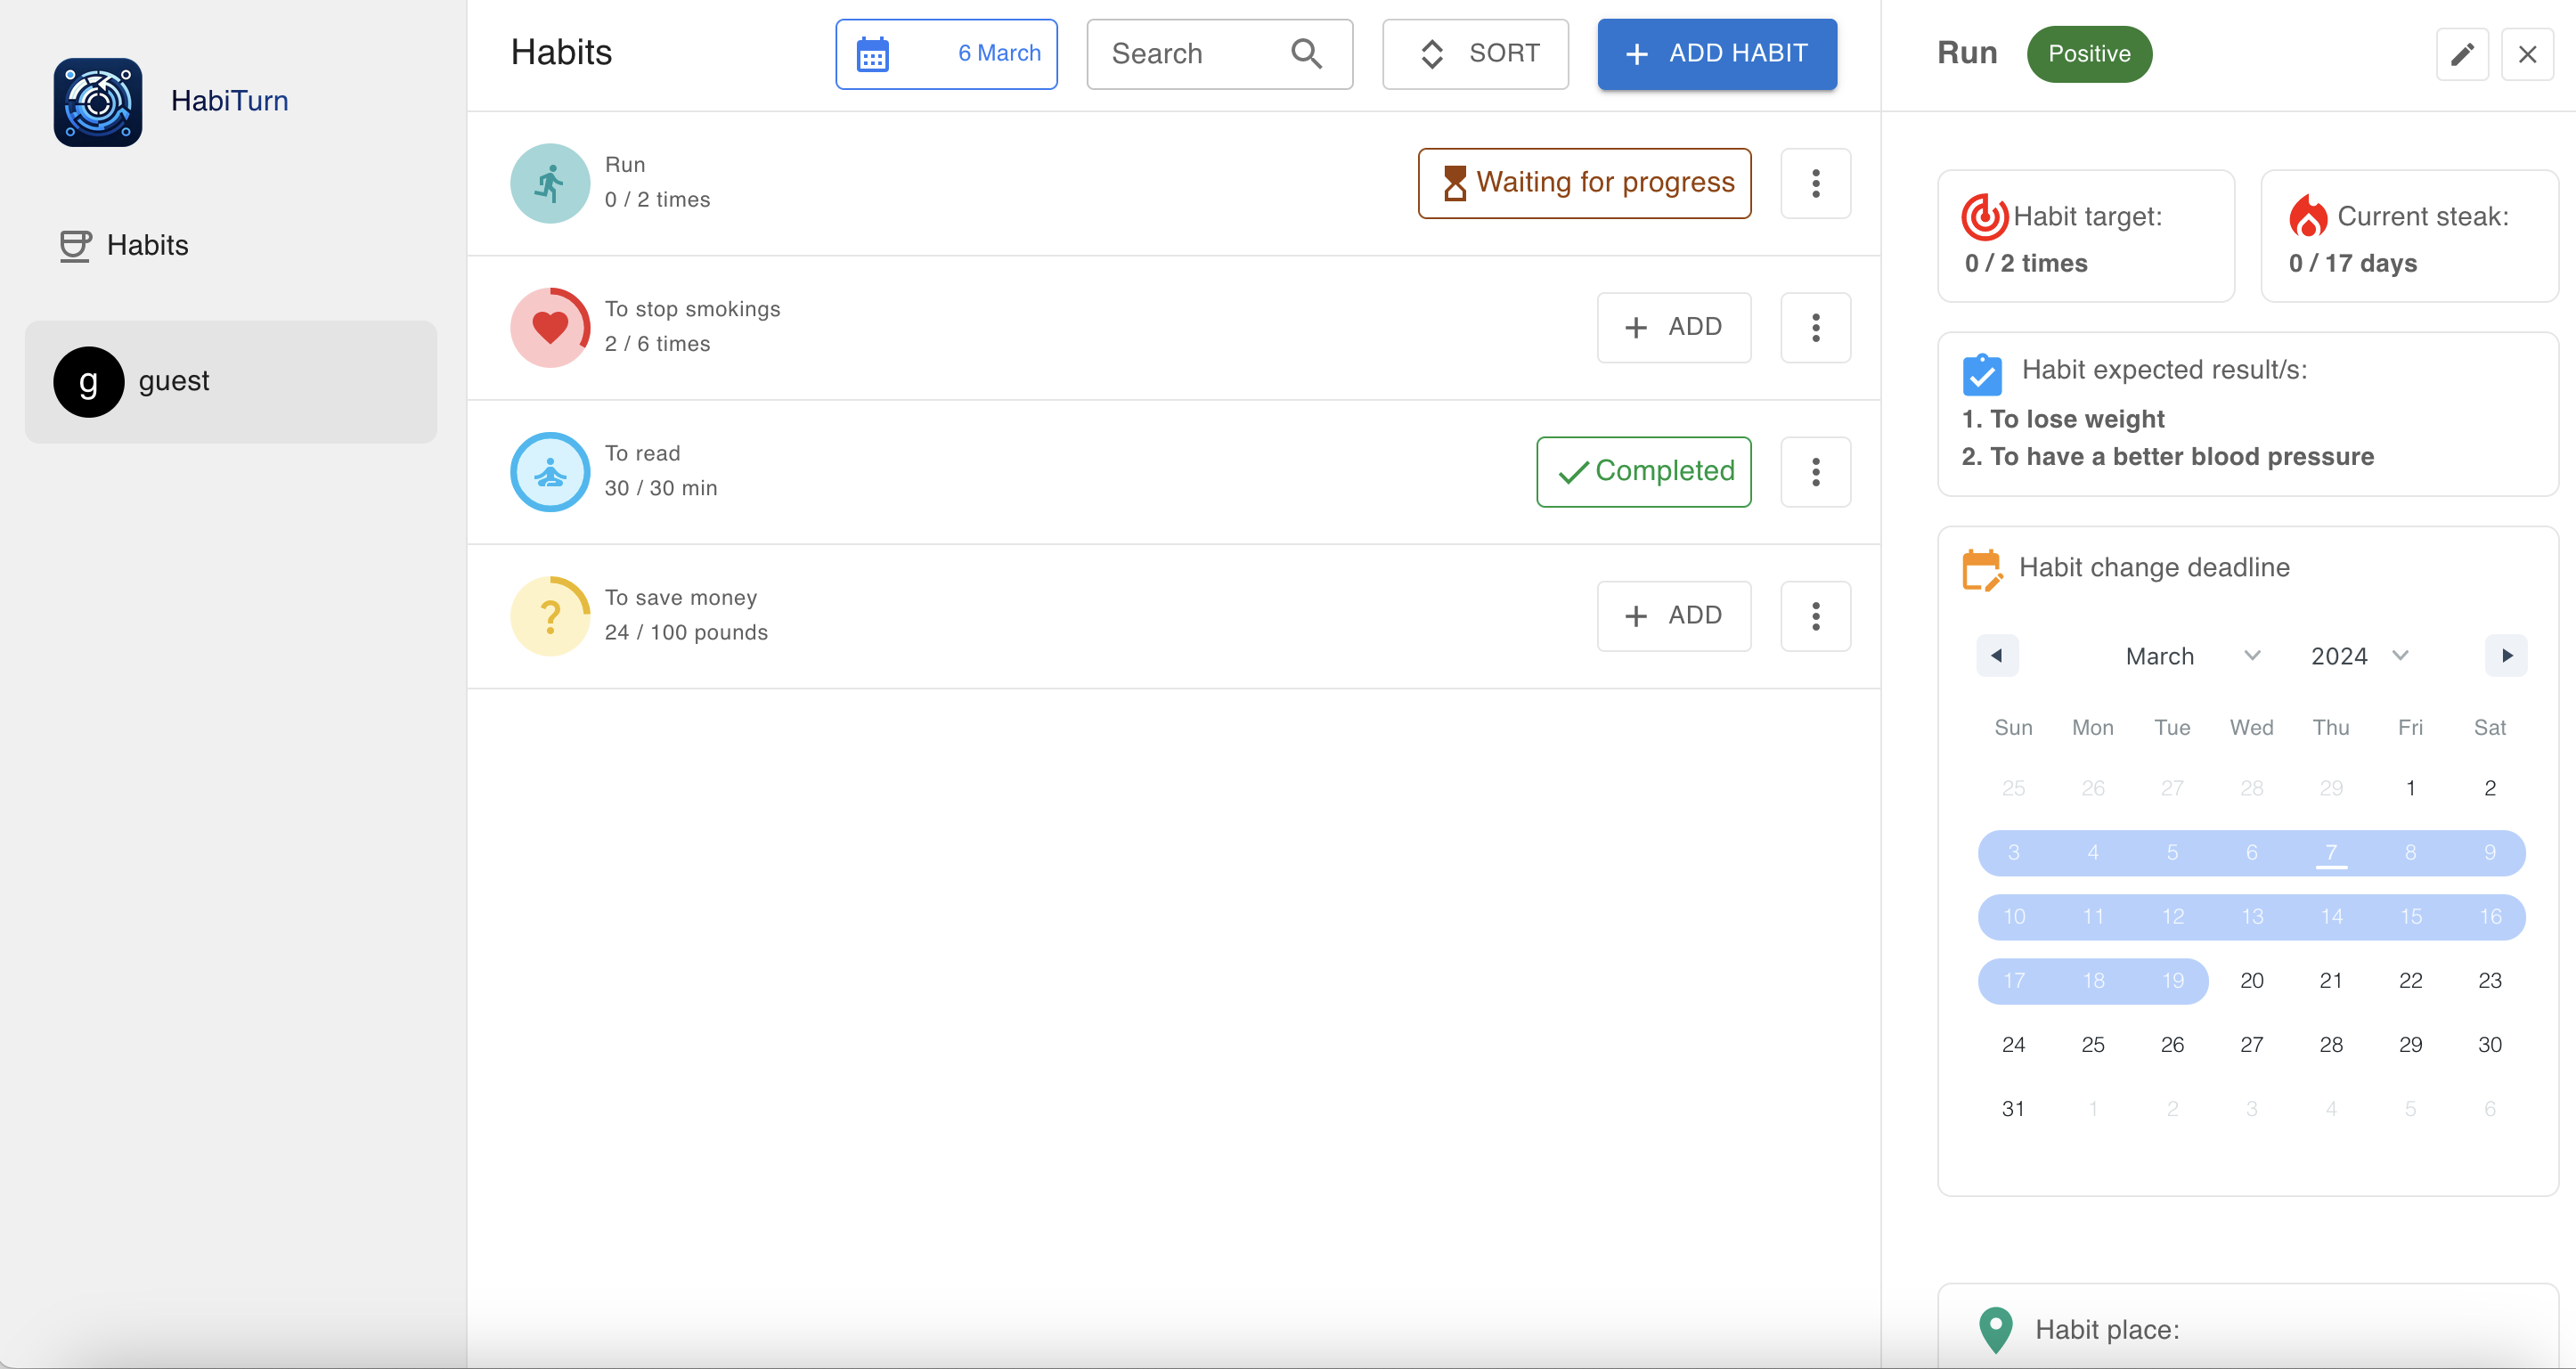 HabiTurn
Habits
g guest
Habits 6 March Search SORT + ADD HABIT
Run
0 / 2 times
Waiting for progress
To stop smokings
2 / 6 times
+ ADD
To read
30 / 30 min
Completed
? To save money
24 / 100 pounds
+ ADD
Run Positive
Habit target:
0 / 2 times
Current steak:
0 / 17 days
Habit expected result/s:
1. To lose weight
2. To have a better blood pressure
Habit change deadline
March 2024
Sun Mon Tue Wed Thu Fri Sat
25 26 27 28 29 1 2
3 4 5 6 7 8 9
10 11 12 13 14 15 16
17 18 19 20 21 22 23
24 25 26 27 28 29 30
31 1 2 3 4 5 6
Habit place: